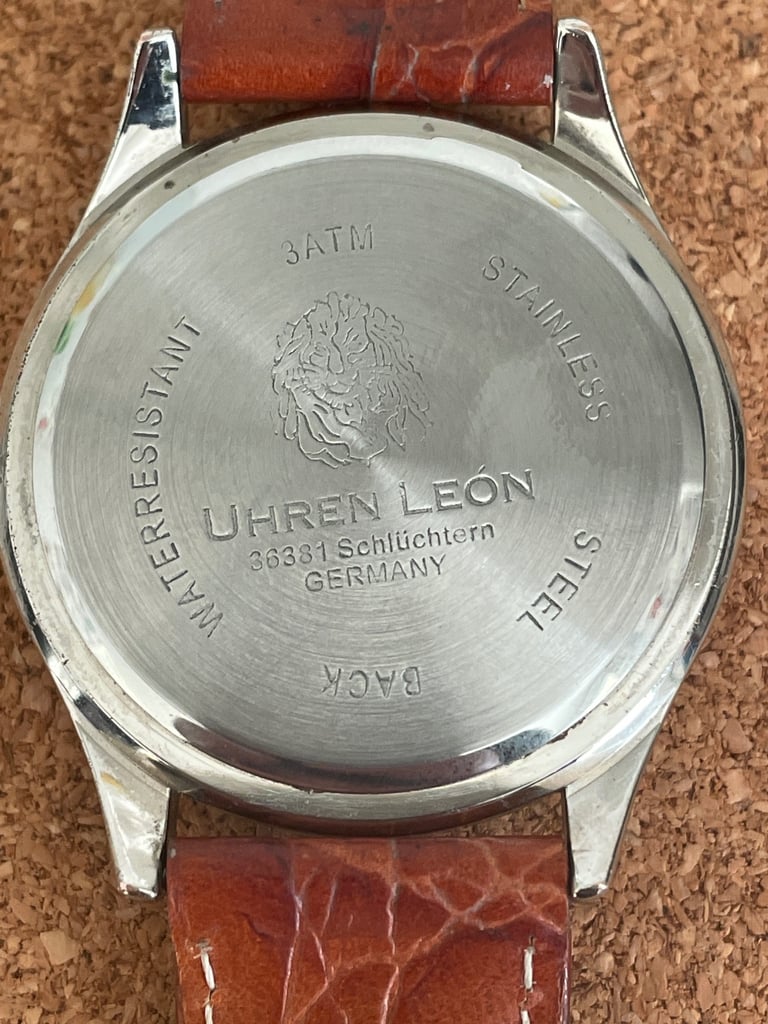 3ATM
STAINLESS
STEEL
BACK
WATERRESISTANT
UHREN LEÓN
36381 Schlüchtern
GERMANY